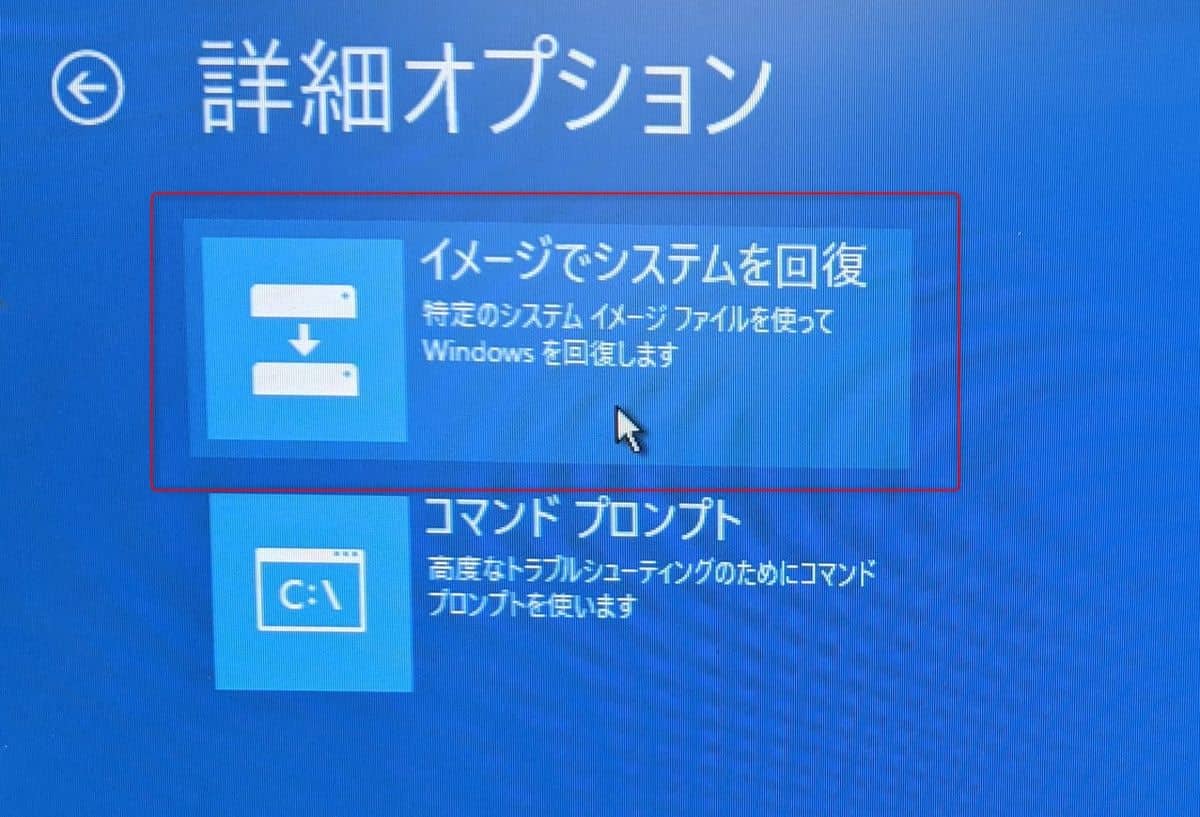 詳細オプション
イメージでシステムを回復
特定のシステム イメージ ファイルを使って
Windows を回復します
コマンド プロンプト
C:\
高度なトラブルシューティングのためにコマンド
プロンプトを使います